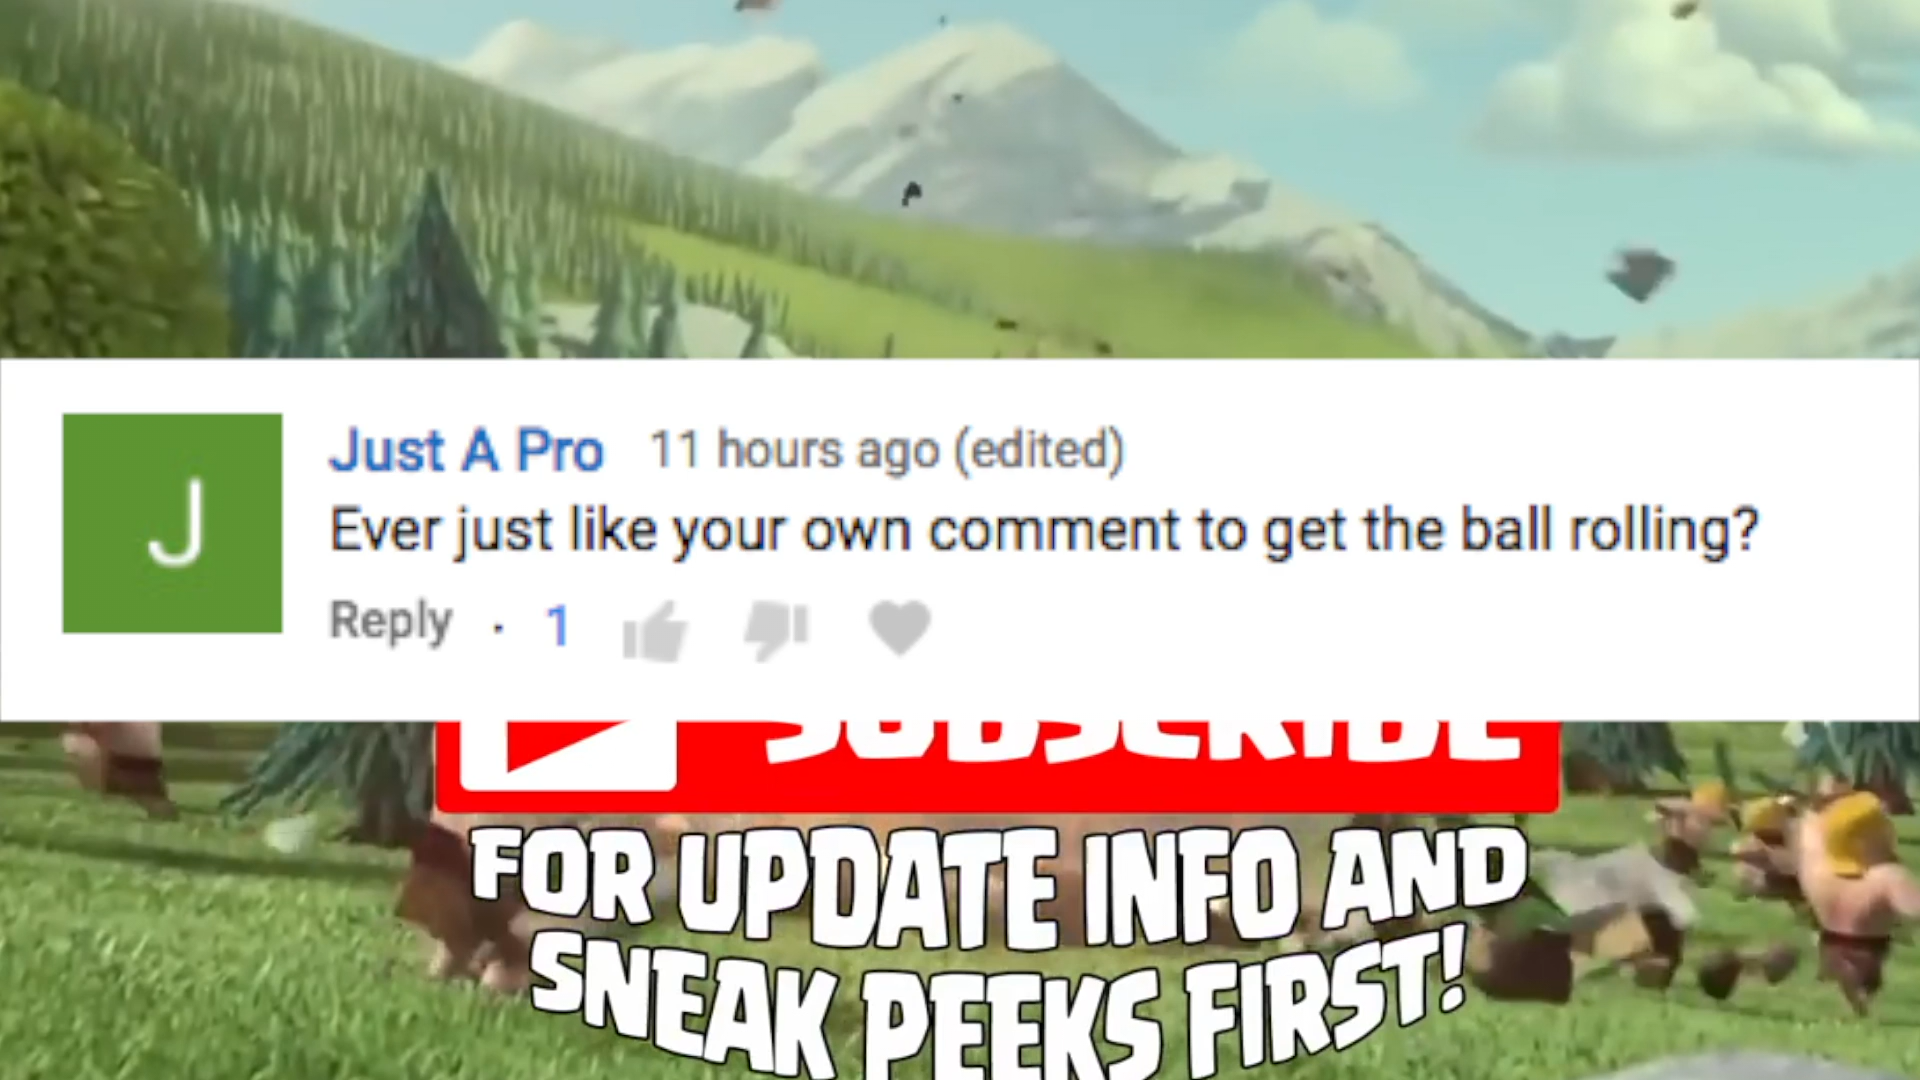 J
Just A Pro 11 hours ago (edited)
Ever just like your own comment to get the ball rolling?
Reply · 1
SUBSCRIBE
FOR UPDATE INFO AND
SNEAK PEEKS FIRST!